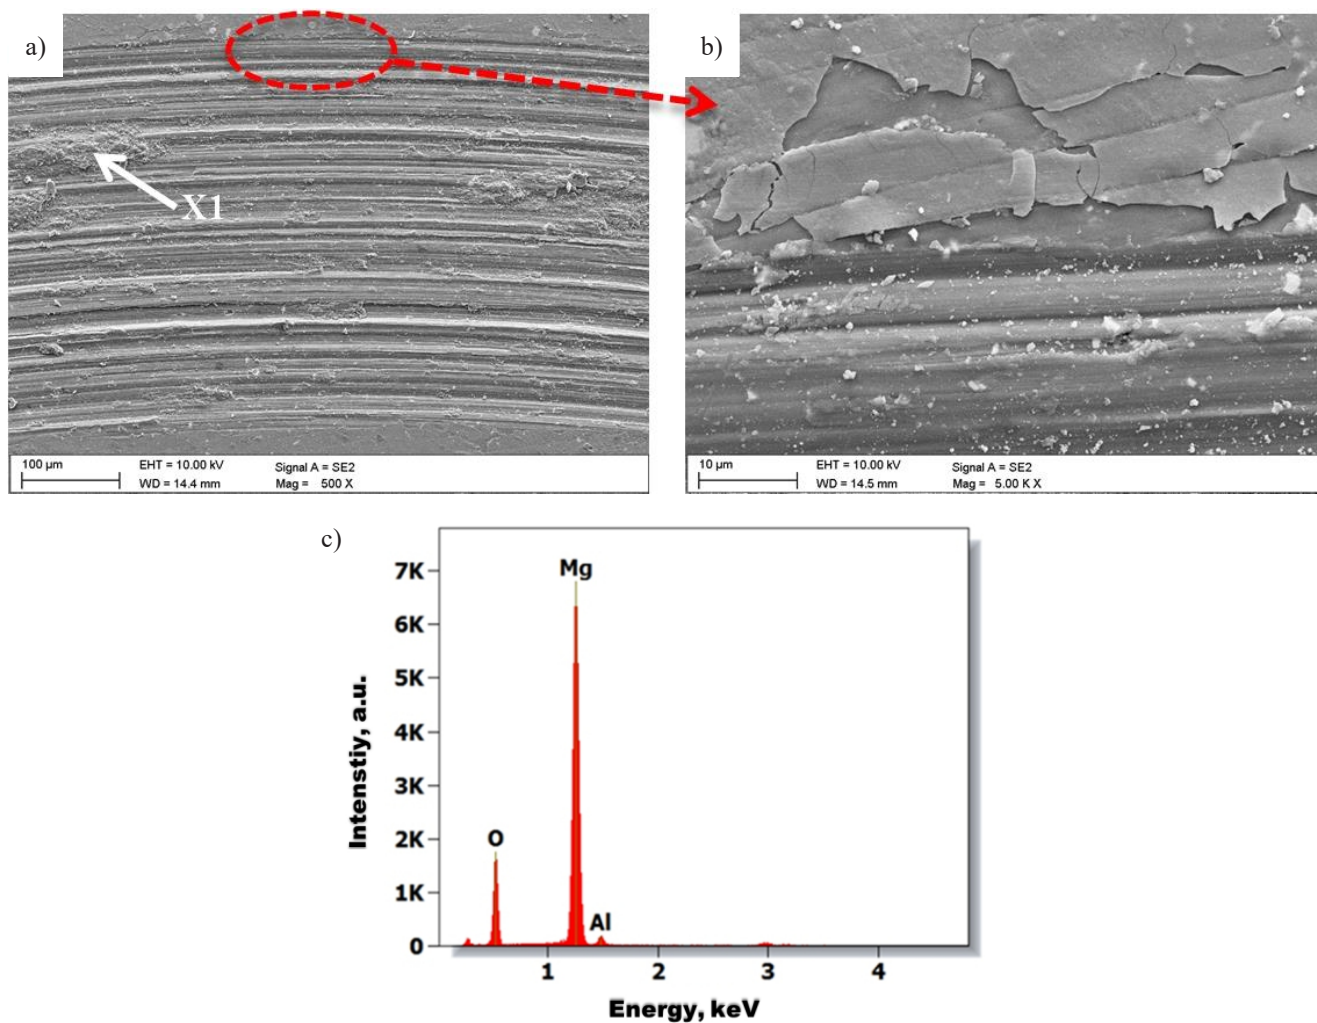 a)
X1
100 µm
EHT = 10.00 kV
Signal A = SE2
WD = 14.4 mm
Mag = 500 X
b)
10 µm
EHT = 10.00 kV
Signal A = SE2
WD = 14.5 mm
Mag = 5.00 K X
c)
Intenstiy, a.u.
7K
6K
5K
4K
3K
2K
1K
0
Mg
O
Al
1 2 3 4
Energy, keV